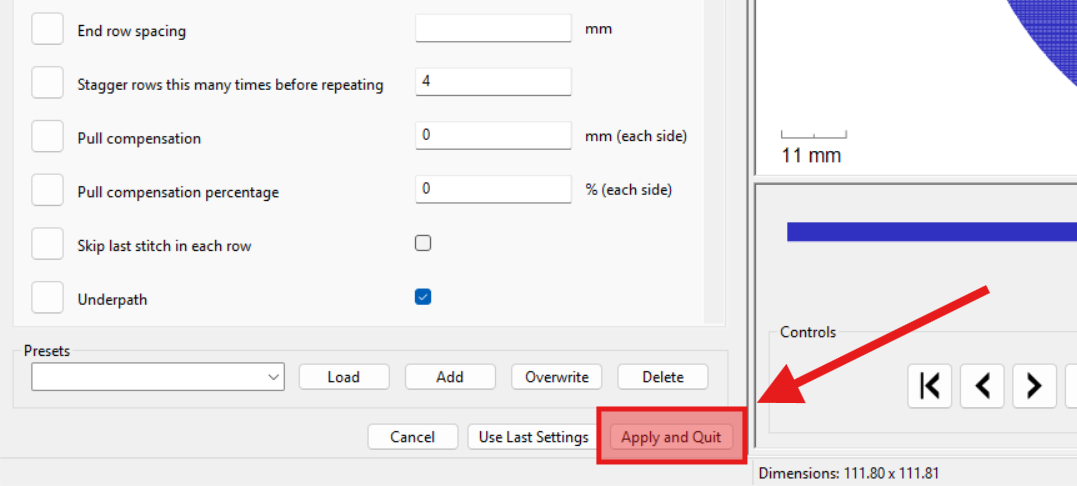 End row spacing mm
Stagger rows this many times before repeating 4
Pull compensation 0 mm (each side)
Pull compensation percentage 0 % (each side)
Skip last stitch in each row
Underpath
Presets
Load Add Overwrite Delete
Cancel Use Last Settings Apply and Quit
11 mm
Controls
Dimensions: 111.80 x 111.81